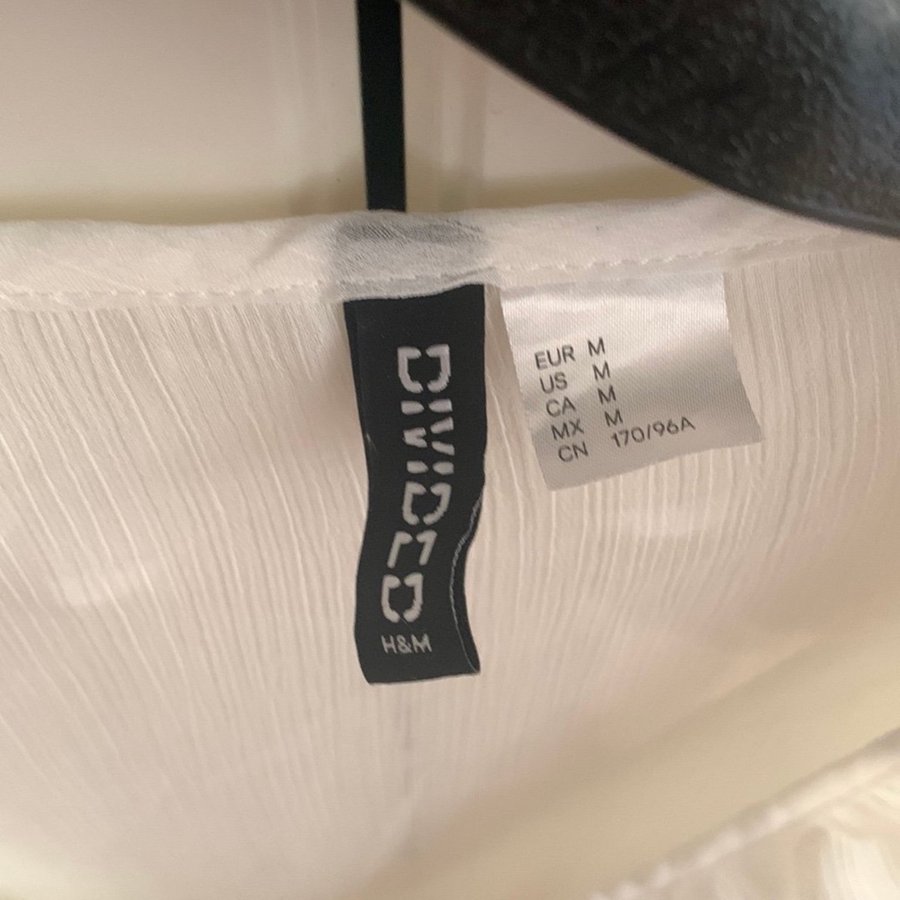 DIVIDED
H&M
EUR M
US M
CA M
MX M
CN 170/96A